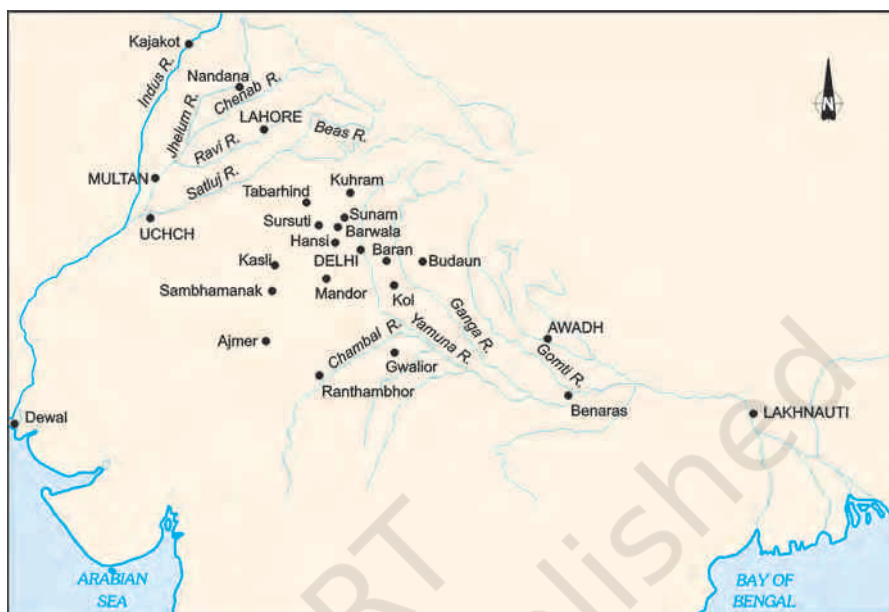 Kajakot
Indus R.
Nandana
Chenab R.
Jhelum R.
LAHORE
Ravi R.
Beas R.
N
MULTAN
Satluj R.
Kuhram
Tabarhind
UCHCH
Sursuti
Sunam
Barwala
Hansi
Baran
Kasli
DELHI
Budaun
Sambhamanak
Mandor
Kol
Ajmer
Chambal R.
Yamuna R.
Ganga R.
AWADH
Gomti R.
Gwalior
Ranthambhor
Benaras
Dewal
LAKHNAUTI
ARABIAN
SEA
BAY OF
BENGAL
RT
blished